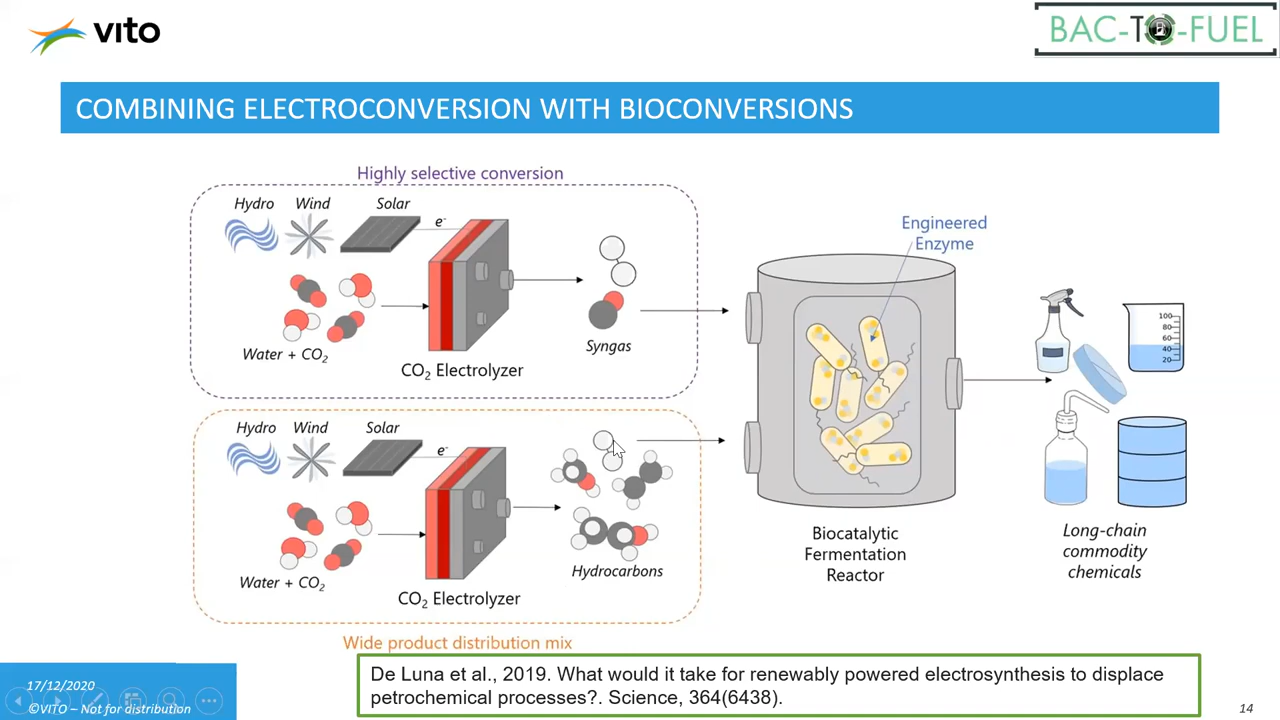 vito
BAC-TO-FUEL
COMBINING ELECTROCONVERSION WITH BIOCONVERSIONS
Highly selective conversion
Hydro
Wind
Solar
e⁻
Water + CO₂
CO₂ Electrolyzer
Syngas
Hydro
Wind
Solar
e⁻
Water + CO₂
CO₂ Electrolyzer
Hydrocarbons
Wide product distribution mix
Engineered
Enzyme
Biocatalytic
Fermentation
Reactor
100
80
60
40
20
Long-chain
commodity
chemicals
De Luna et al., 2019. What would it take for renewably powered electrosynthesis to displace
petrochemical processes?. Science, 364(6438).
17/12/2020
©VITO – Not for distribution
14